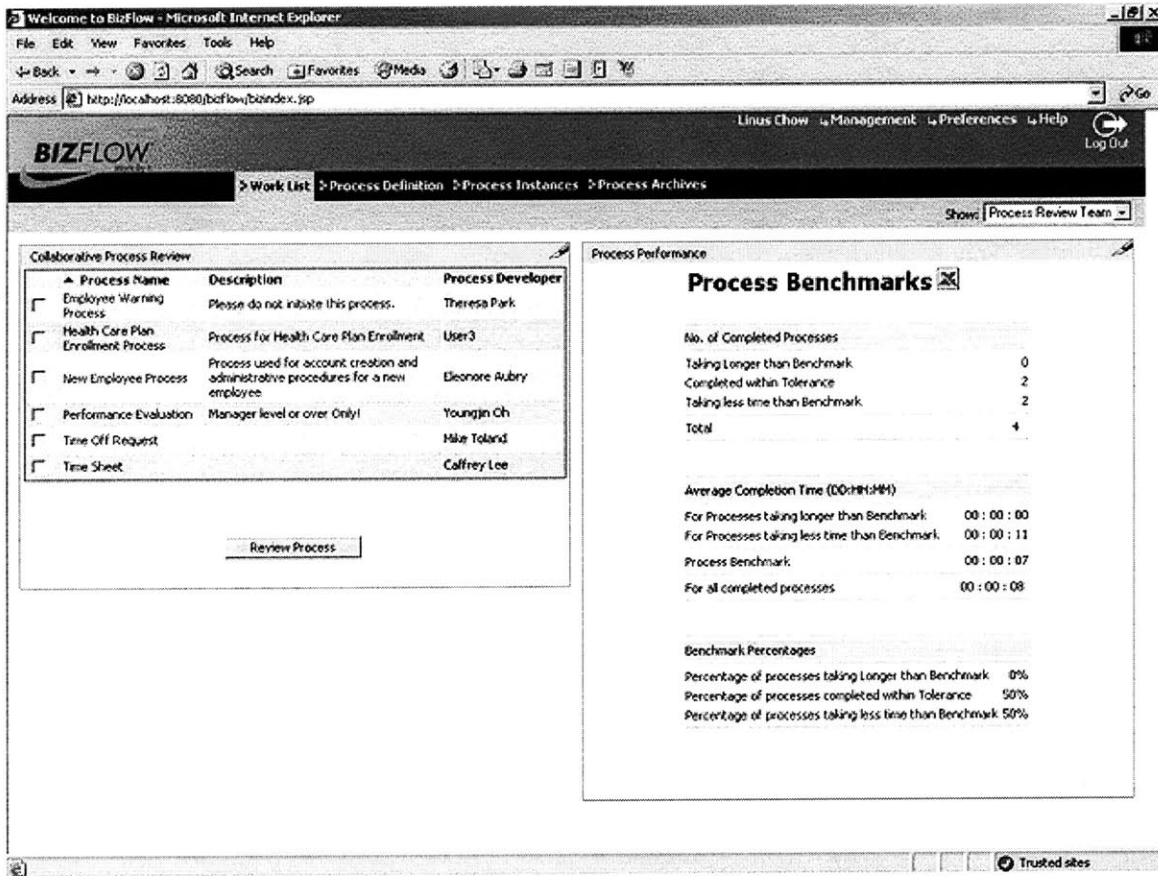 Welcome to BizFlow - Microsoft Internet Explorer
File Edit View Favorites Tools Help
Back Search Favorites Media
Address http://localhost:8080/bizflow/bizindex.jsp Go
Linus Chow Management Preferences Help
Log Out
BIZFLOW
Work List Process Definition Process Instances Process Archives
Show: Process Review Team
Collaborative Process Review
Process Name Description Process Developer
Employee Warning Process Please do not initiate this process. Theresa Park
Health Care Plan Enrollment Process Process for Health Care Plan Enrollment User3
New Employee Process Process used for account creation and administrative procedures for a new employee Eleonore Aubry
Performance Evaluation Manager level or over Only! Youngjin Oh
Time Off Request Mike Toland
Time Sheet Caffrey Lee
Review Process
Process Performance
Process Benchmarks
No. of Completed Processes
Taking Longer than Benchmark 0
Completed within Tolerance 2
Taking less time than Benchmark 2
Total 4
Average Completion Time (DD:HH:MM)
For Processes taking longer than Benchmark 00 : 00 : 00
For Processes taking less time than Benchmark 00 : 00 : 11
Process Benchmark 00 : 00 : 07
For all completed processes 00 : 00 : 08
Benchmark Percentages
Percentage of processes taking Longer than Benchmark 0%
Percentage of processes completed within Tolerance 50%
Percentage of processes taking less time than Benchmark 50%
Trusted sites